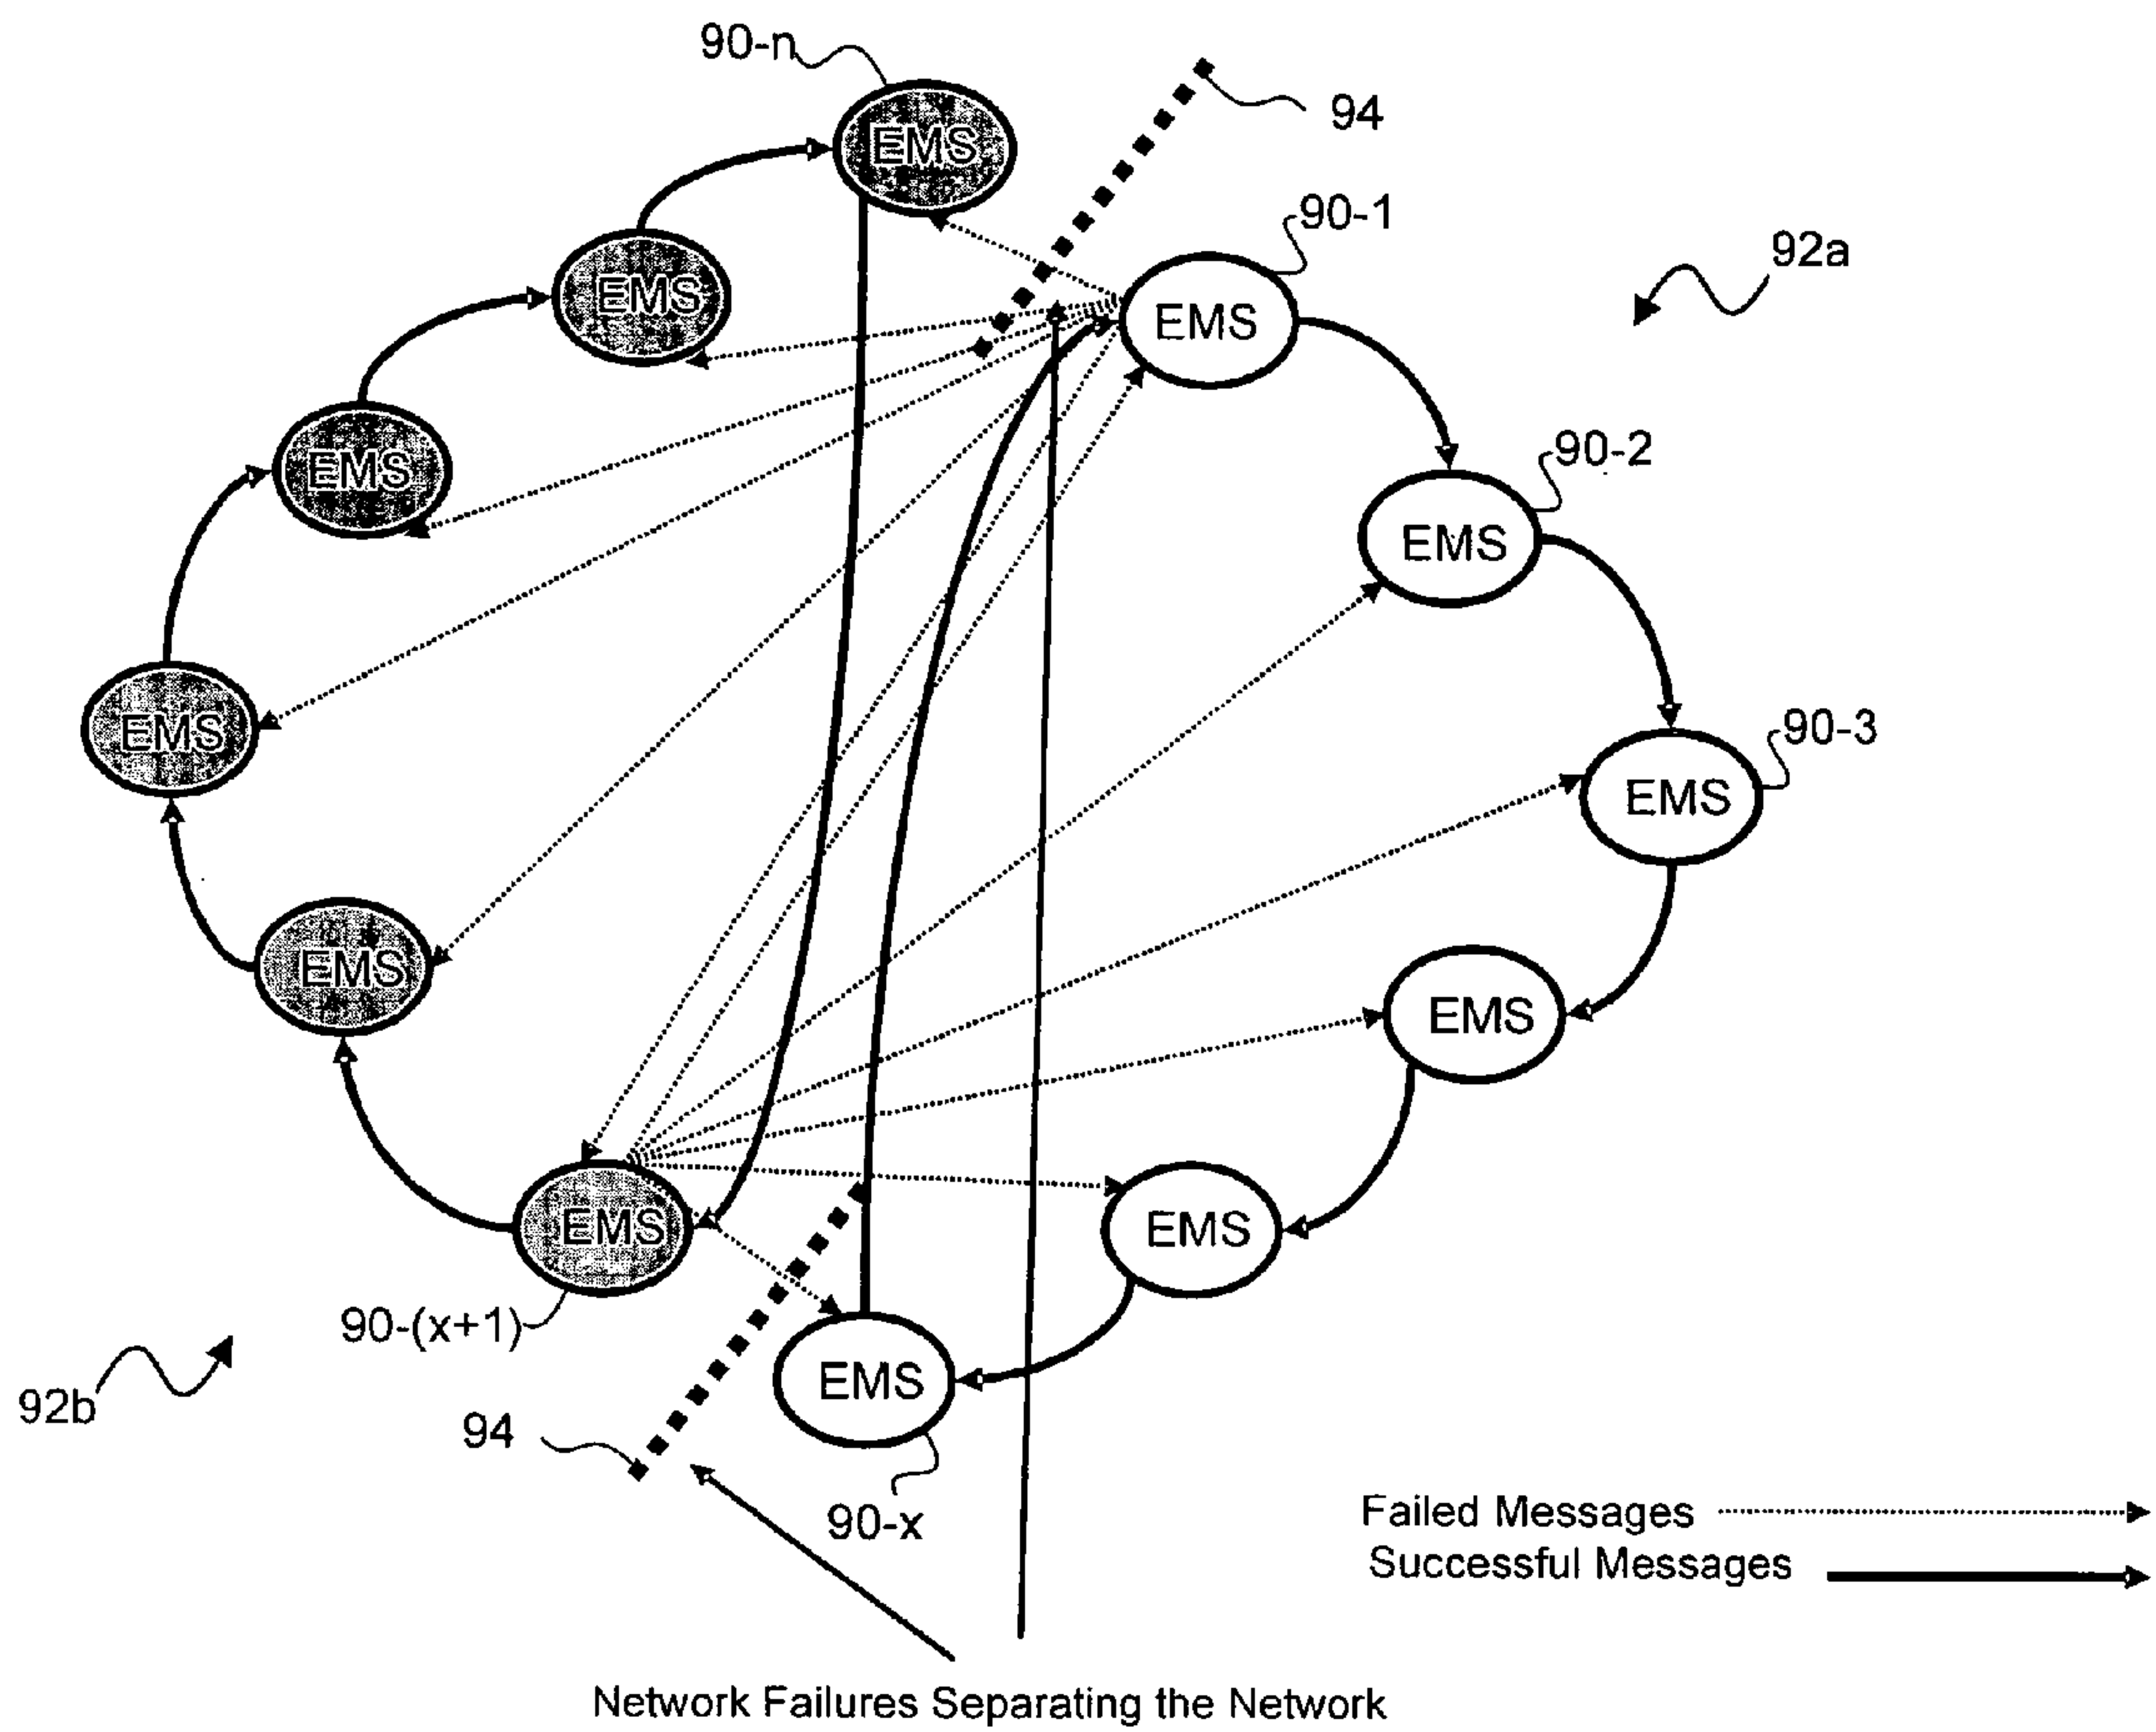 90-n
94
EMS
90-1
92a
EMS
EMS
90-2
EMS
EMS
90-3
EMS
EMS
EMS
EMS
EMS
EMS
90-(x+1)
EMS
92b
94
90-x
Failed Messages
Successful Messages
Network Failures Separating the Network